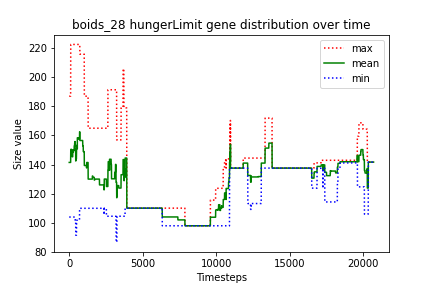 boids_28 hungerLimit gene distribution over time
max
mean
min
Size value
220
200
180
160
140
120
100
80
0
5000
10000
15000
20000
Timesteps